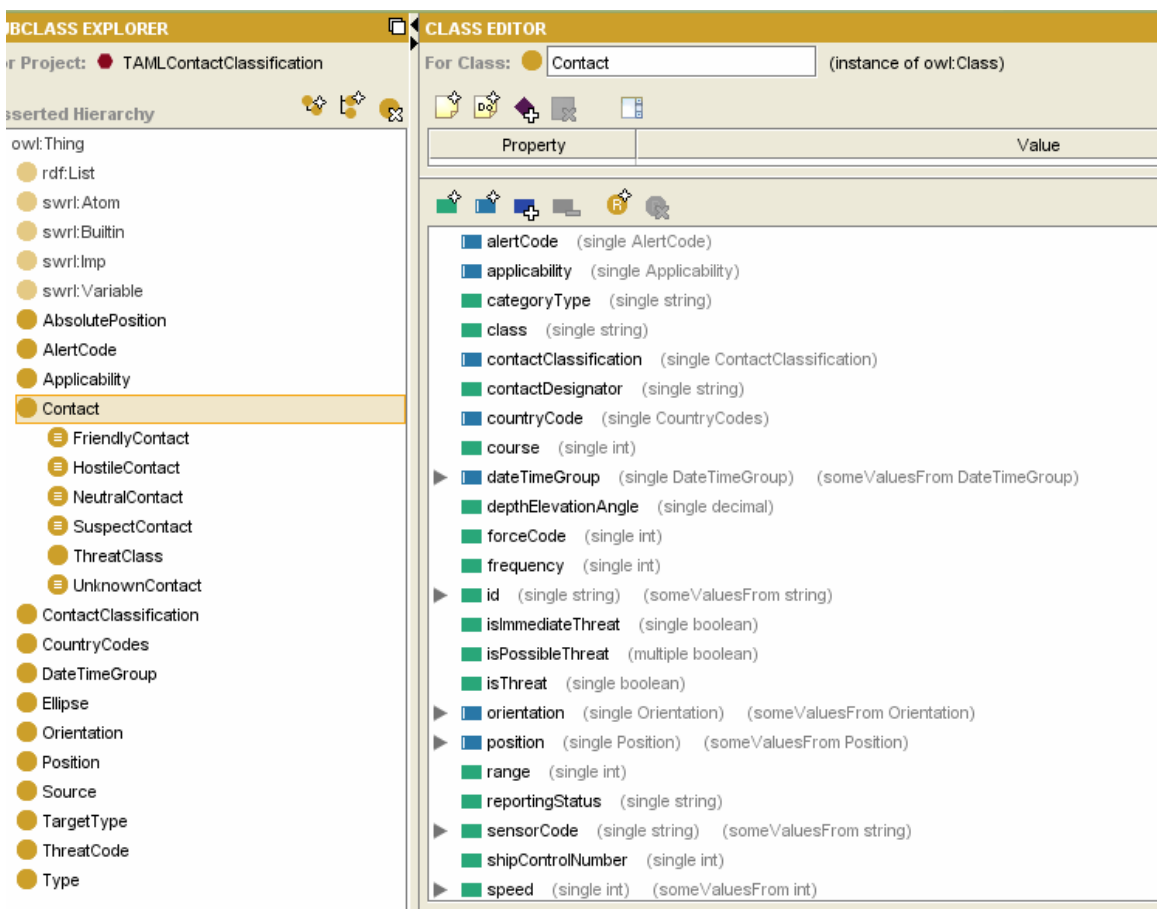 UBCLASS EXPLORER
r Project: TAMLContactClassification
sserted Hierarchy
owl:Thing
rdf:List
swrl:Atom
swrl:Builtin
swrl:Imp
swrl:Variable
AbsolutePosition
AlertCode
Applicability
Contact
FriendlyContact
HostileContact
NeutralContact
SuspectContact
ThreatClass
UnknownContact
ContactClassification
CountryCodes
DateTimeGroup
Ellipse
Orientation
Position
Source
TargetType
ThreatCode
Type
CLASS EDITOR
For Class: Contact (instance of owl:Class)
Property Value
alertCode (single AlertCode)
applicability (single Applicability)
categoryType (single string)
class (single string)
contactClassification (single ContactClassification)
contactDesignator (single string)
countryCode (single CountryCodes)
course (single int)
dateTimeGroup (single DateTimeGroup) (someValuesFrom DateTimeGroup)
depthElevationAngle (single decimal)
forceCode (single int)
frequency (single int)
id (single string) (someValuesFrom string)
isImmediateThreat (single boolean)
isPossibleThreat (multiple boolean)
isThreat (single boolean)
orientation (single Orientation) (someValuesFrom Orientation)
position (single Position) (someValuesFrom Position)
range (single int)
reportingStatus (single string)
sensorCode (single string) (someValuesFrom string)
shipControlNumber (single int)
speed (single int) (someValuesFrom int)